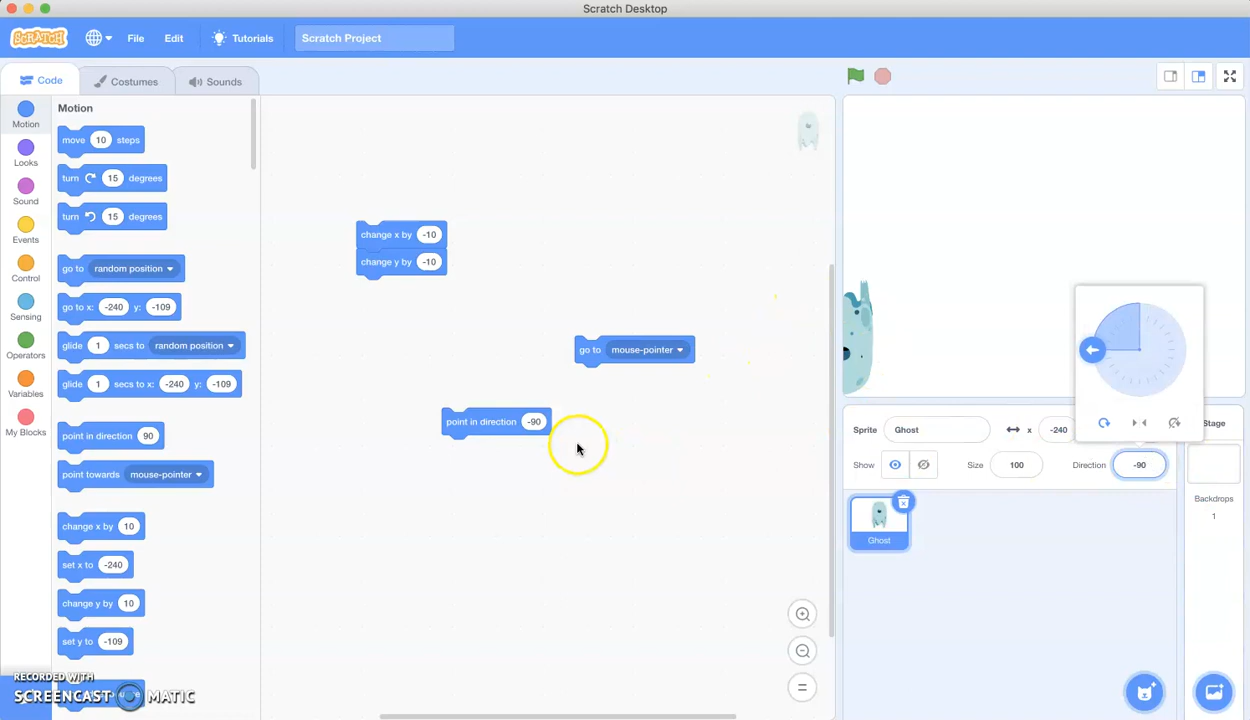 Scratch Desktop
SCRATCH File Edit Tutorials Scratch Project
Code Costumes Sounds
Motion
Looks
Sound
Events
Control
Sensing
Operators
Variables
My Blocks
Motion
move 10 steps
turn 15 degrees
turn 15 degrees
go to random position
go to x: -240 y: -109
glide 1 secs to random position
glide 1 secs to x: -240 y: -109
point in direction 90
point towards mouse-pointer
change x by 10
set x to -240
change y by 10
set y to -109
change x by -10
change y by -10
go to mouse-pointer
point in direction -90
Sprite Ghost x -240
Show Size 100 Direction -90
Ghost
Stage
Backdrops
1
RECORDED WITH
SCREENCAST MATIC